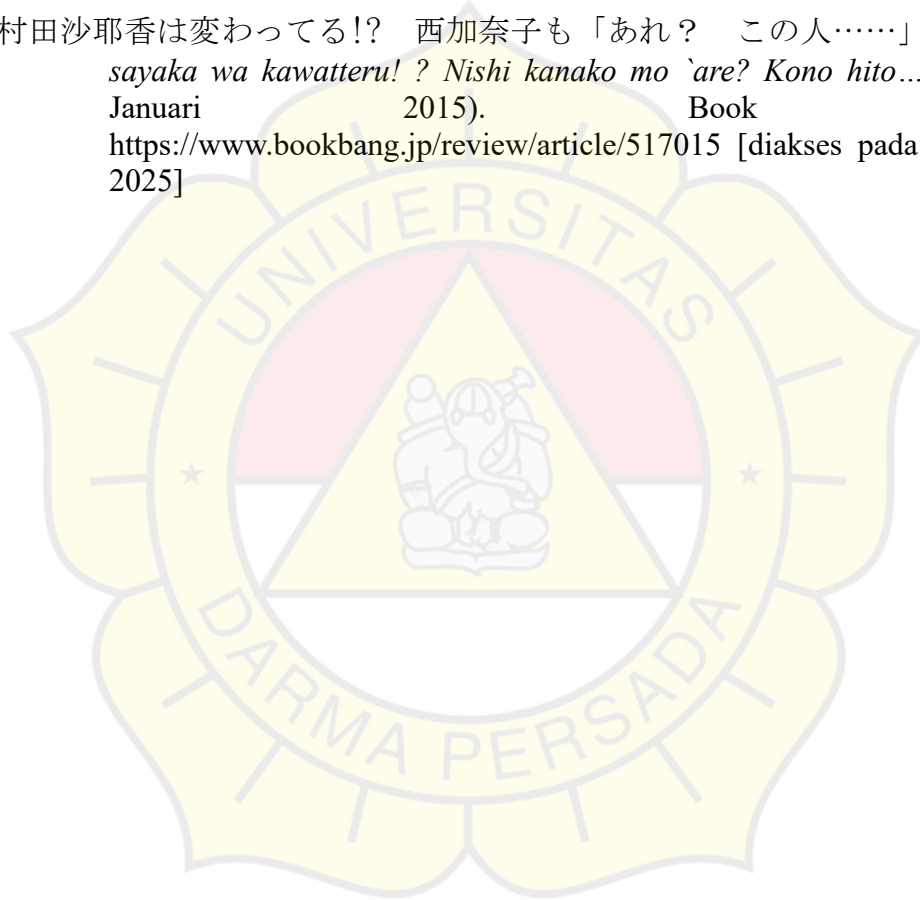 村田沙耶香は変わってる!?　西加奈子も「あれ？　この人……」
sayaka wa kawatteru! ? Nishi kanako mo `are? Kono hito…
Januari 2015). Book
https://www.bookbang.jp/review/article/517015 [diakses pada
2025]
UNIVERSITAS
DARMA PERSADA